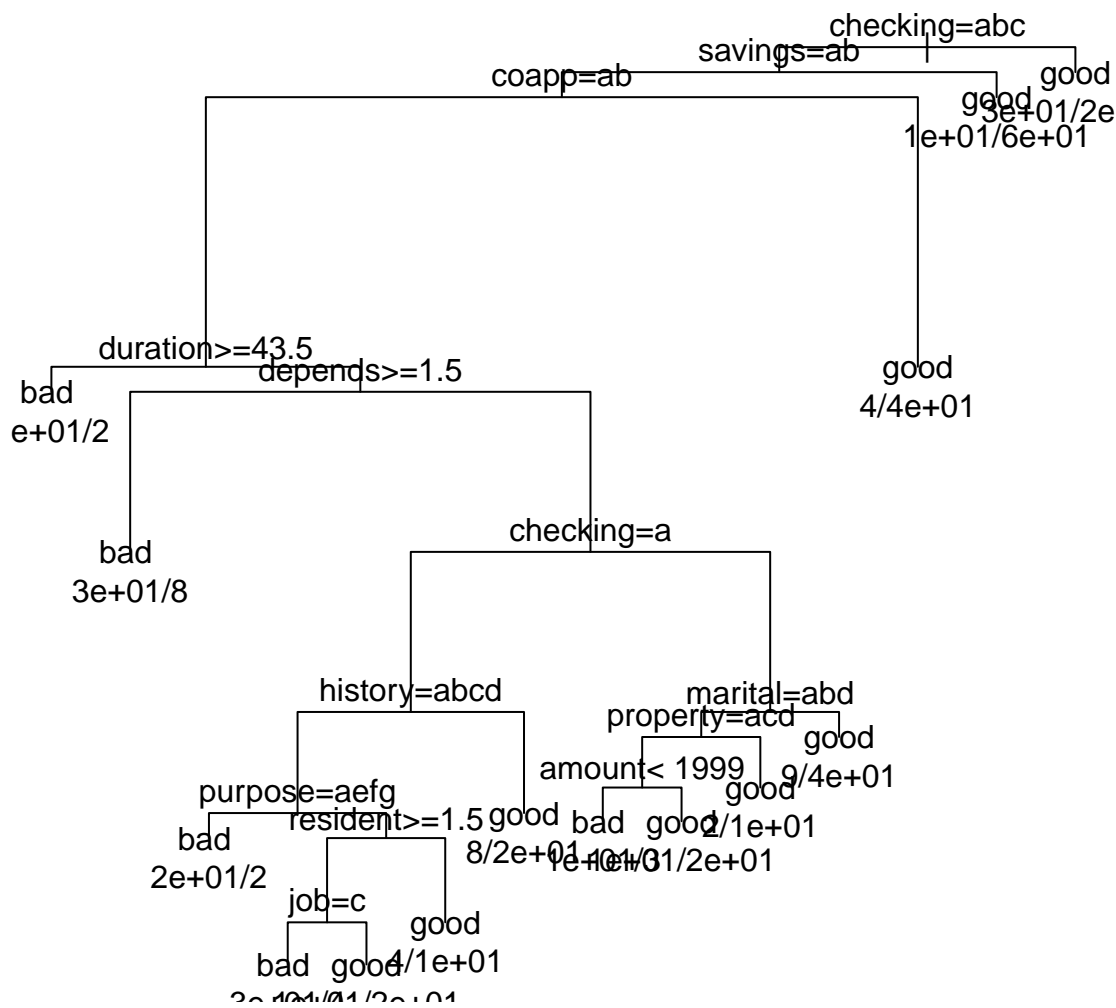 checking=abc
savings=ab
good
3e+01/2e
coapp=ab
good
1e+01/6e+01
duration>=43.5
good
4/4e+01
depends>=1.5
bad
e+01/2
checking=a
bad
3e+01/8
history=abcd
marital=abd
property=acd
good
9/4e+01
amount< 1999
good
2/1e+01
purpose=aefg
resident>=1.5
good
8/2e+01
bad
good
bad
2e+01/2
job=c
good
4/1e+01
bad
good